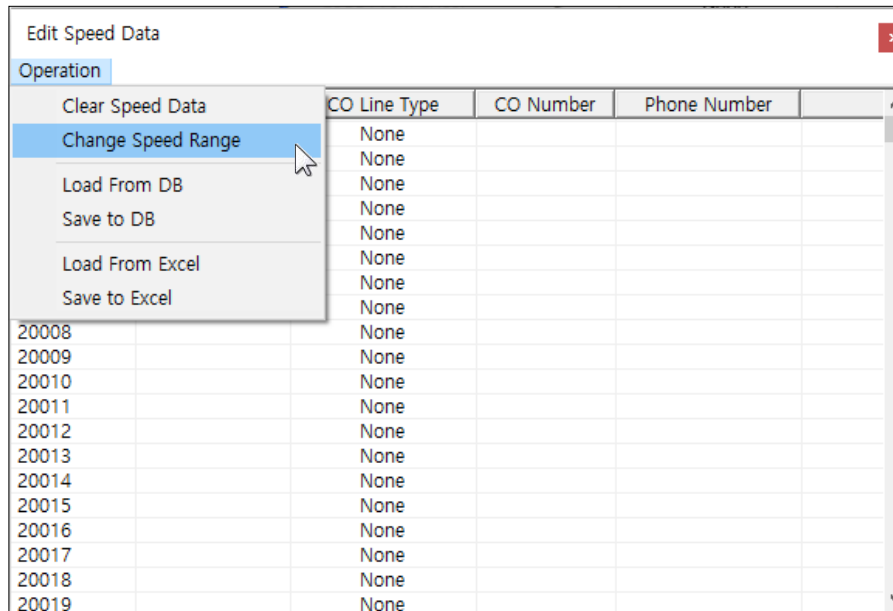 Edit Speed Data
Operation
Clear Speed Data
Change Speed Range
Load From DB
Save to DB
Load From Excel
Save to Excel
CO Line Type CO Number Phone Number
None
None
None
None
None
None
None
None
20008 None
20009 None
20010 None
20011 None
20012 None
20013 None
20014 None
20015 None
20016 None
20017 None
20018 None
20019 None